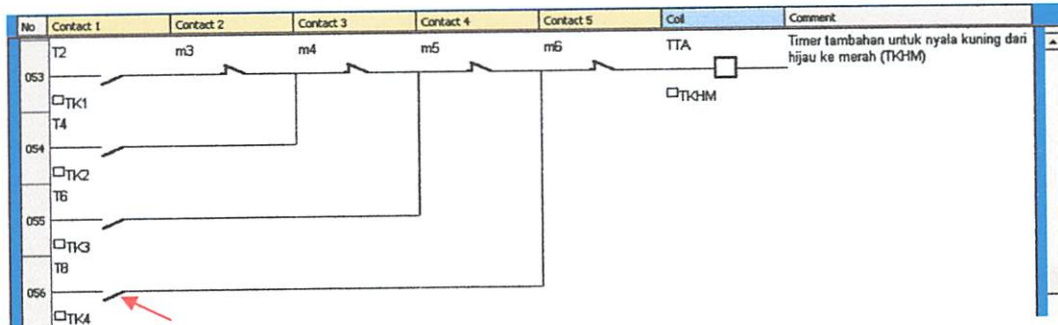 No Contact 1 Contact 2 Contact 3 Contact 4 Contact 5 Coil Comment
T2 m3 m4 m5 m6 TTA Timer tambahan untuk nyala kuning dari
hijau ke merah (TKHM)
053
TK1 TKHM
T4
054
TK2
T6
055
TK3
T8
056
TK4